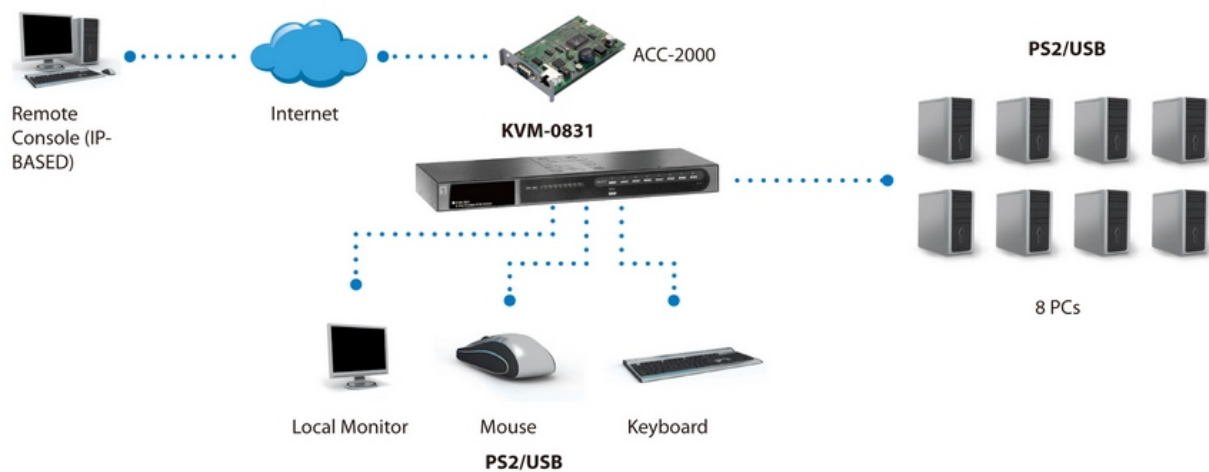 ACC-2000
PS2/USB
Remote
Console (IP-
BASED)
Internet
KVM-0831
8 PCs
Local Monitor
Mouse
Keyboard
PS2/USB